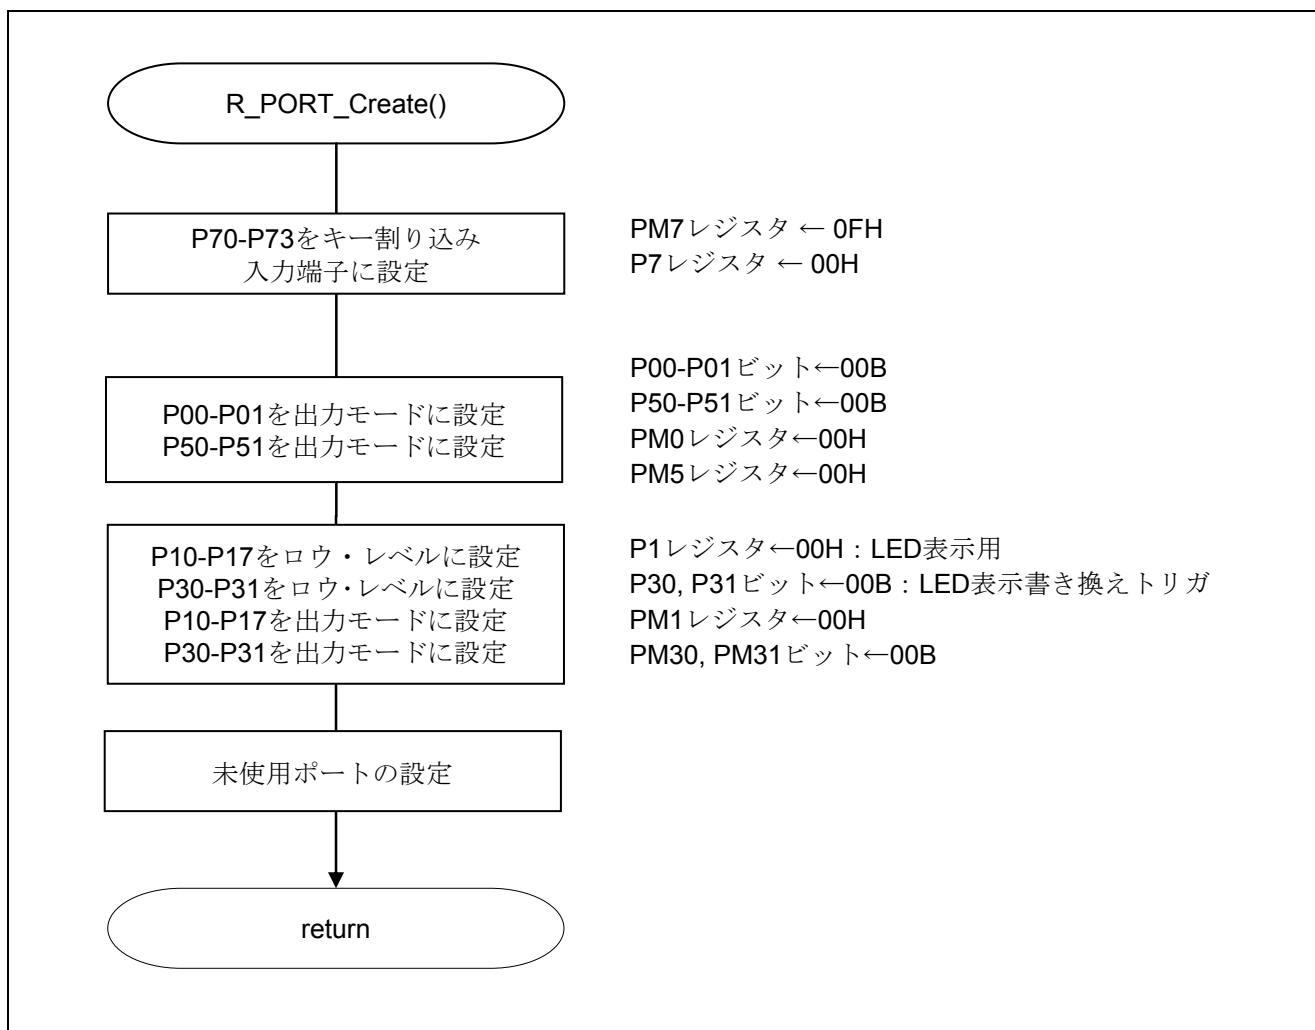 R_PORT_Create()
P70-P73をキー割り込み
入力端子に設定
PM7レジスタ ← 0FH
P7レジスタ ← 00H
P00-P01を出力モードに設定
P50-P51を出力モードに設定
P00-P01ビット←00B
P50-P51ビット←00B
PM0レジスタ←00H
PM5レジスタ←00H
P10-P17をロウ・レベルに設定
P30-P31をロウ・レベルに設定
P10-P17を出力モードに設定
P30-P31を出力モードに設定
P1レジスタ←00H：LED表示用
P30, P31ビット←00B：LED表示書き換えトリガ
PM1レジスタ←00H
PM30, PM31ビット←00B
未使用ポートの設定
return